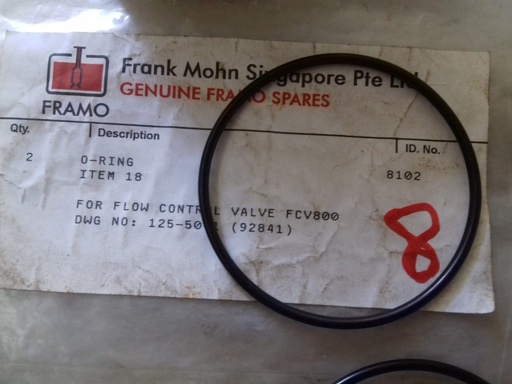 Frank Mohn Singapore Pte Ltd
GENUINE FRAMO SPARES
FRAMO
Qty. Description ID. No.
2 O-RING 8102
ITEM 18
FOR FLOW CONTROL VALVE FCV800
DWG NO: 125-50 (92841)
8